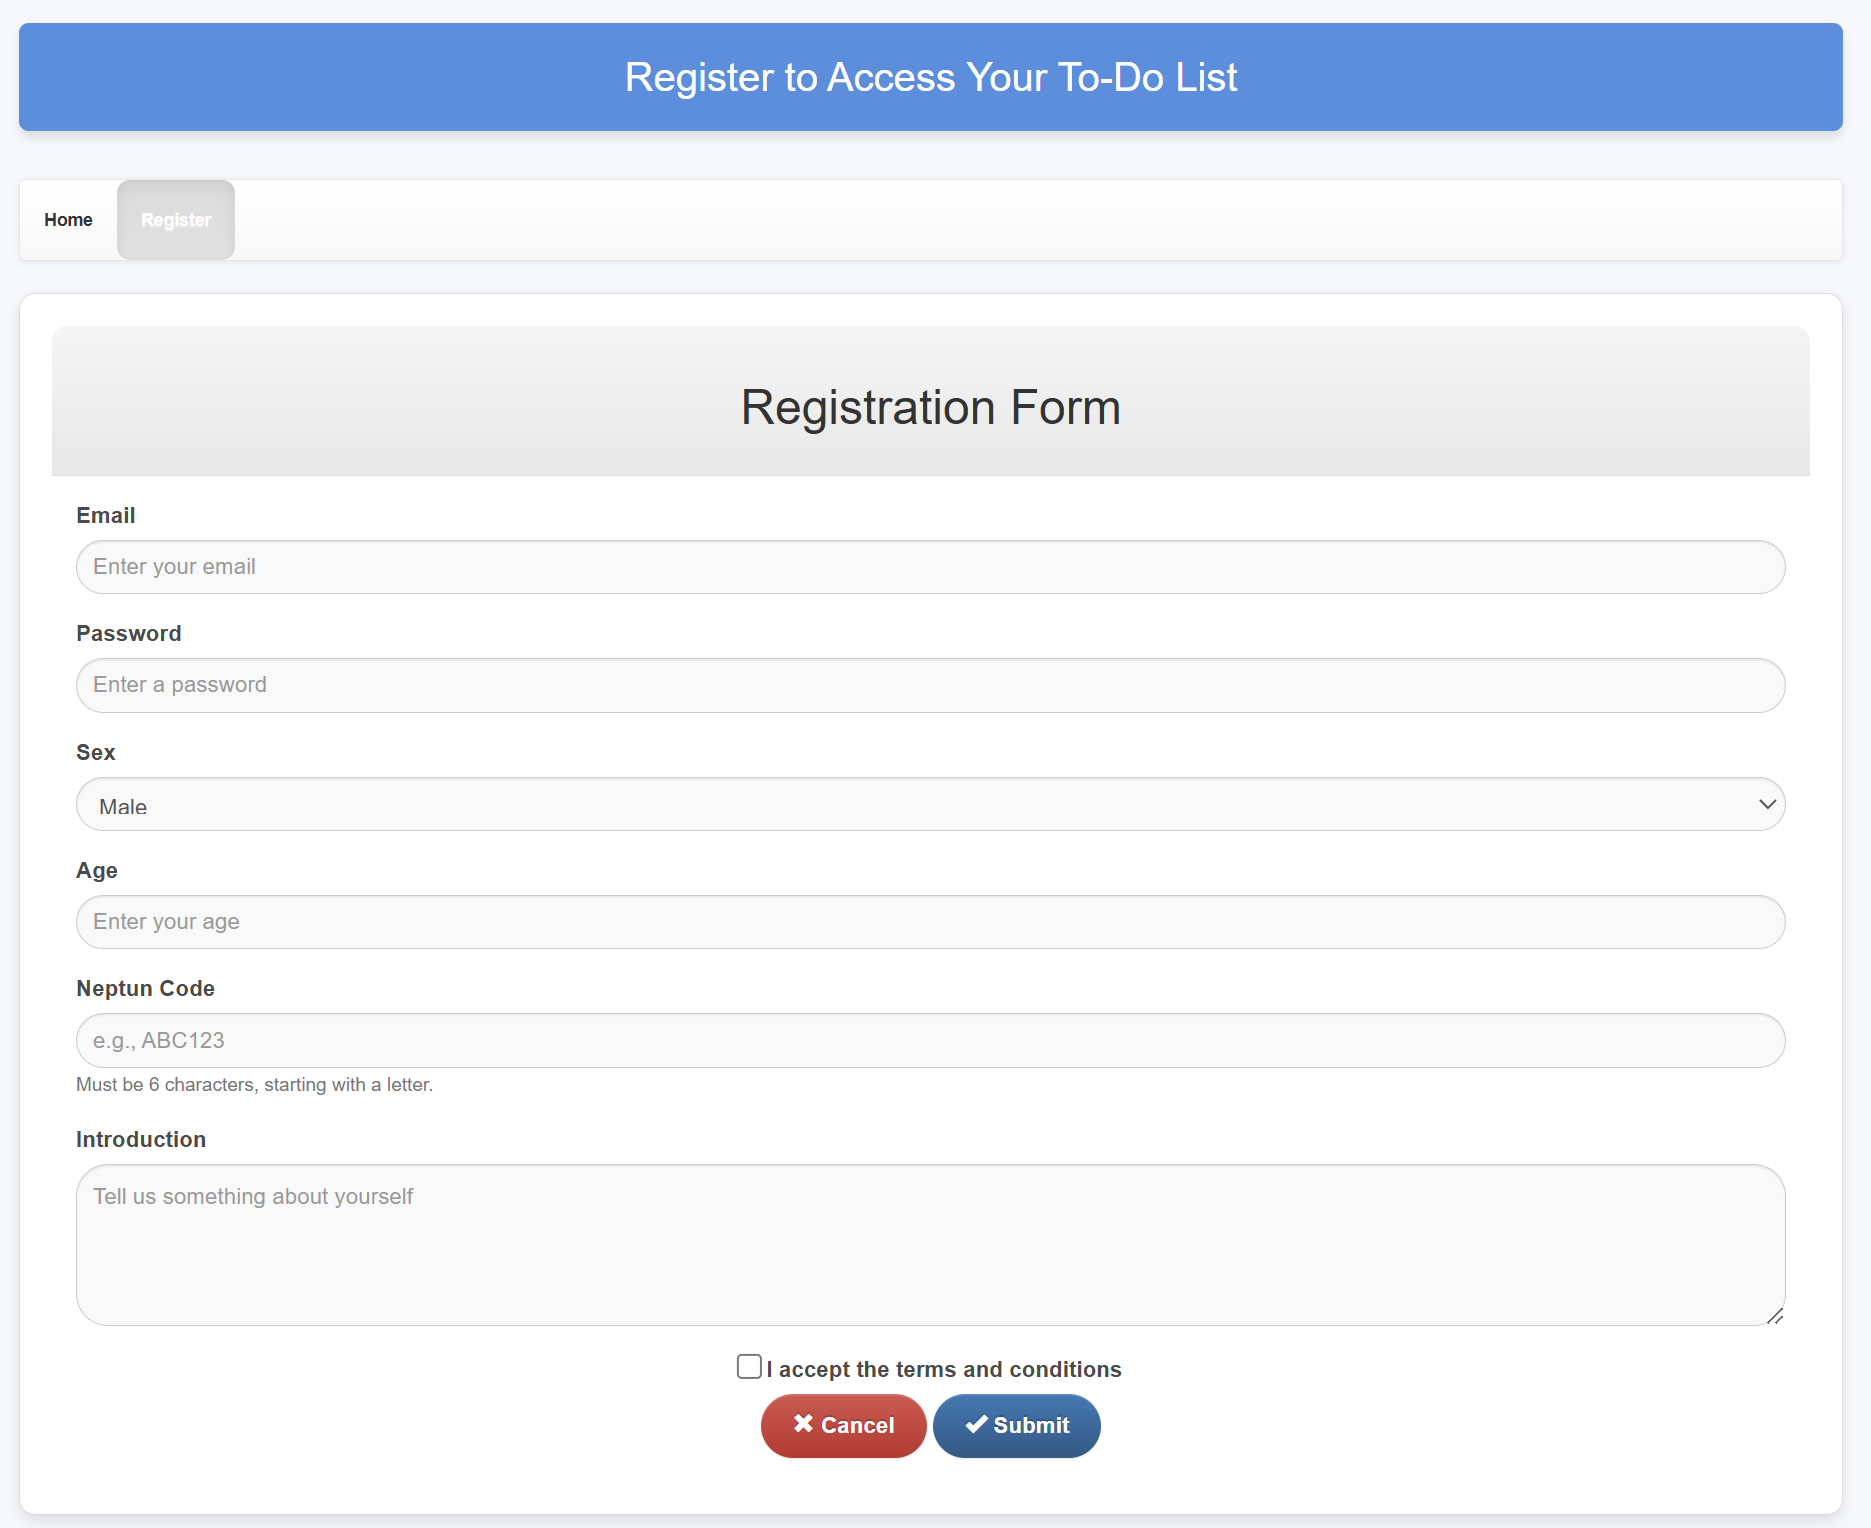 Register to Access Your To-Do List
Home Register
Registration Form
Email
Enter your email
Password
Enter a password
Sex
Male
Age
Enter your age
Neptun Code
e.g., ABC123
Must be 6 characters, starting with a letter.
Introduction
Tell us something about yourself
I accept the terms and conditions
Cancel Submit